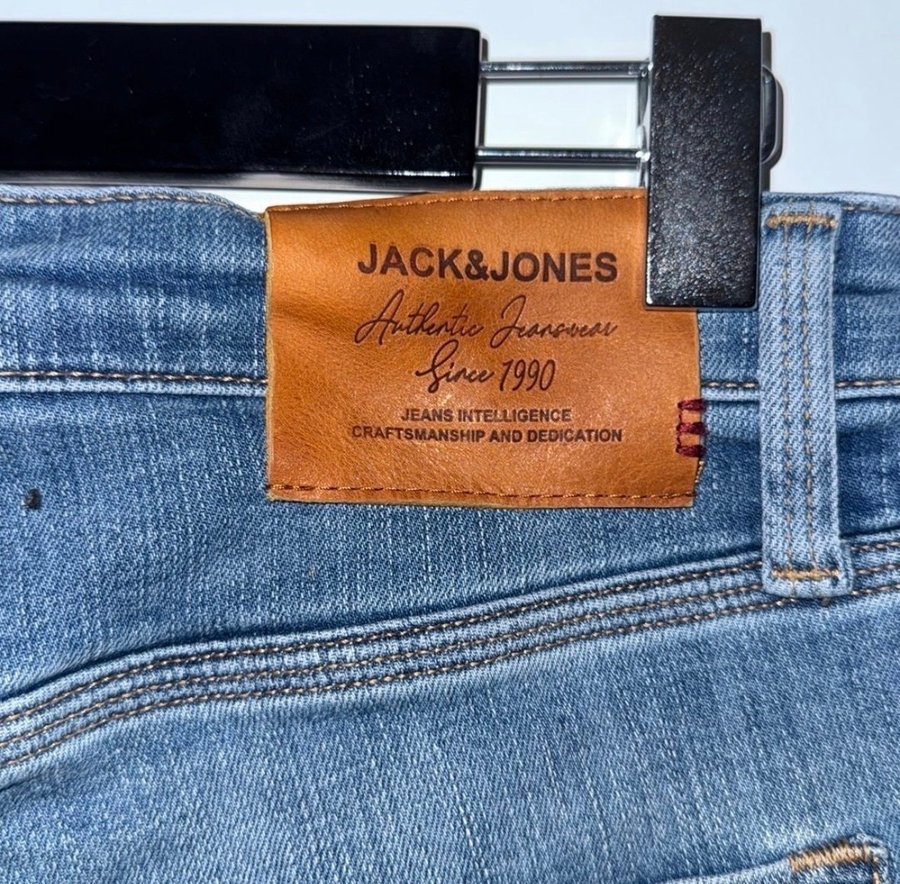 JACK&JONES
Authentic Jeanswear
Since 1990
JEANS INTELLIGENCE
CRAFTSMANSHIP AND DEDICATION